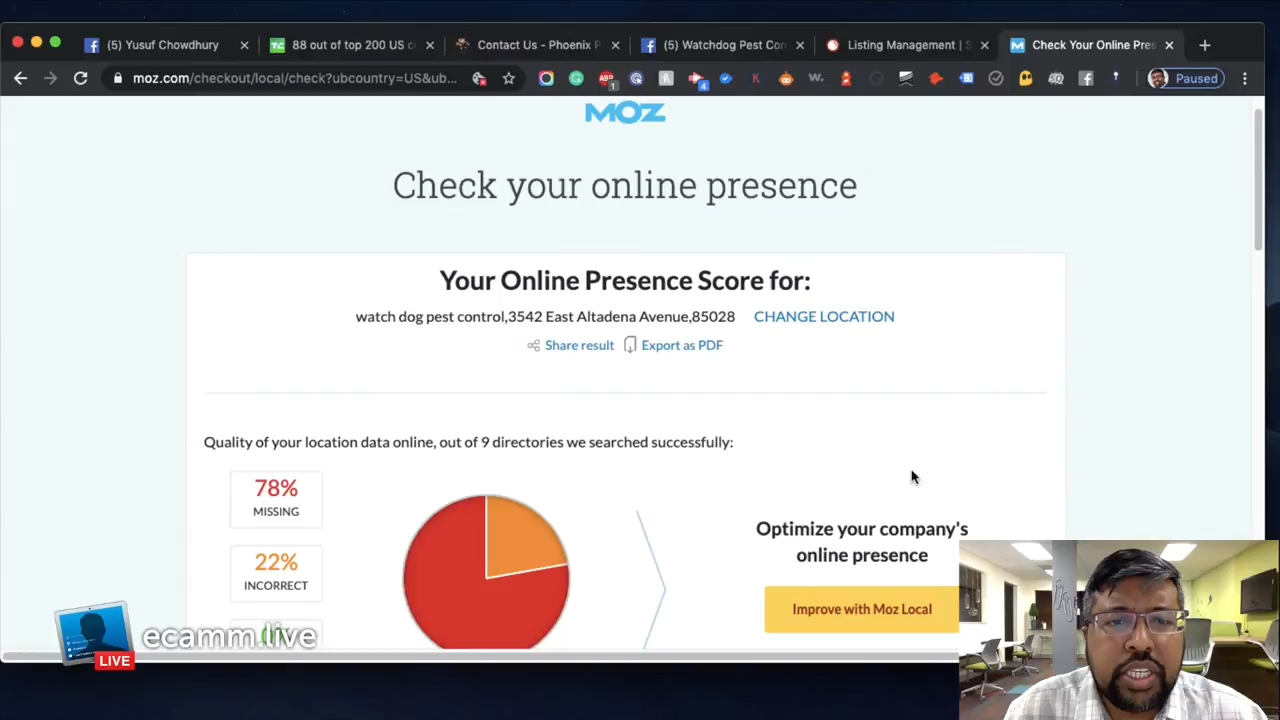 (5) Yusuf Chowdhury
88 out of top 200 US c
Contact Us - Phoenix P
(5) Watchdog Pest Con
Listing Management | S
Check Your Online Pres
moz.com/checkout/local/check?ubcountry=US&ub...
ABP
1
4
K
w.
Paused
MOZ
Check your online presence
Your Online Presence Score for:
watch dog pest control,3542 East Altadena Avenue,85028 CHANGE LOCATION
Share result Export as PDF
Quality of your location data online, out of 9 directories we searched successfully:
78%
MISSING
22%
INCORRECT
Optimize your company's
online presence
Improve with Moz Local
ecamm.live
LIVE